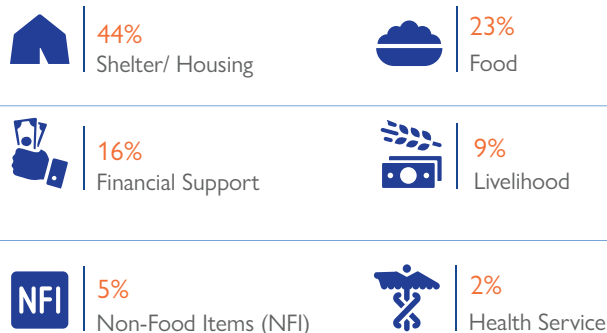 44%
Shelter/ Housing
23%
Food
16%
Financial Support
9%
Livelihood
NFI
5%
Non-Food Items (NFI)
2%
Health Service